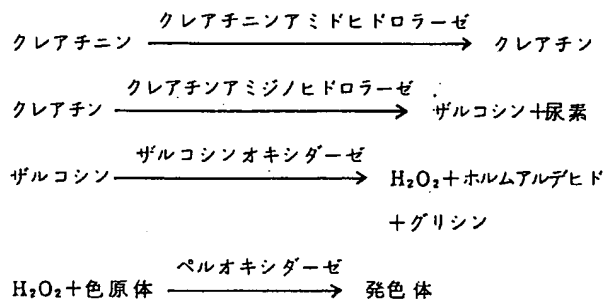 クレアチニンアミドヒドロラーゼ
クレアチニン クレアチン
クレアチンアミジノヒドロラーゼ
クレアチン ザルコシン+尿素
ザルコシンオキシダーゼ
ザルコシン H₂O₂+ホルムアルデヒド
+グリシン
ペルオキシダーゼ
H₂O₂+色原体 発色体